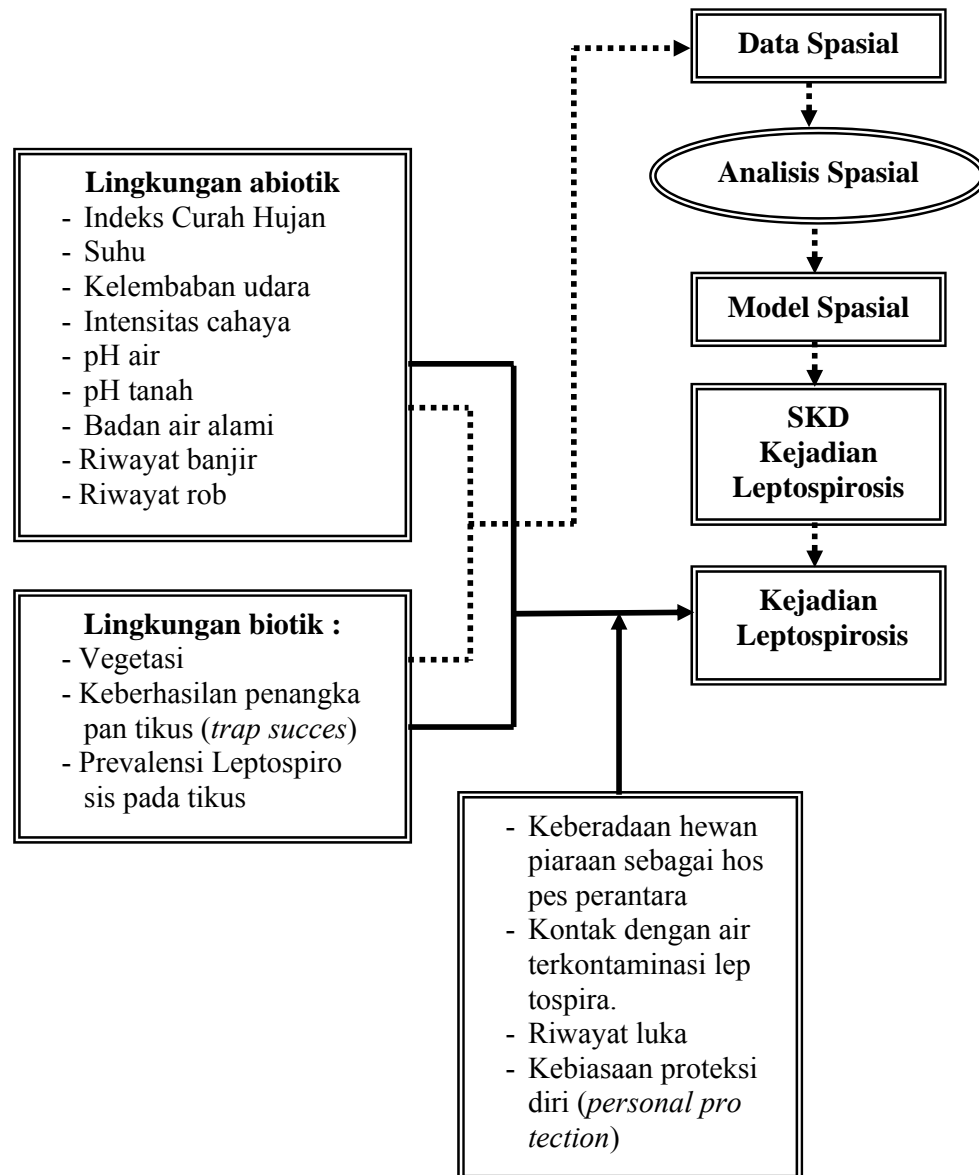 Data Spasial
Analisis Spasial
Model Spasial
SKD
Kejadian
Leptospirosis
Kejadian
Leptospirosis
Lingkungan abiotik
- Indeks Curah Hujan
- Suhu
- Kelembaban udara
- Intensitas cahaya
- pH air
- pH tanah
- Badan air alami
- Riwayat banjir
- Riwayat rob
Lingkungan biotik :
- Vegetasi
- Keberhasilan penangka
pan tikus (trap succes)
- Prevalensi Leptospiro
sis pada tikus
- Keberadaan hewan
piaraan sebagai hos
pes perantara
- Kontak dengan air
terkontaminasi lep
tospira.
- Riwayat luka
- Kebiasaan proteksi
diri (personal pro
tection)